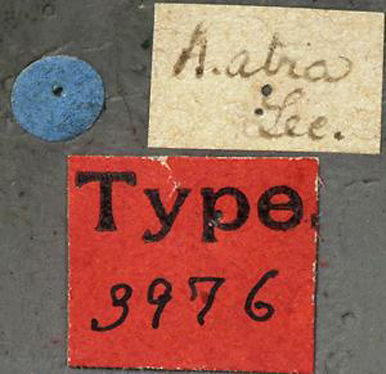 A. atra
Lec.
Type.
3976